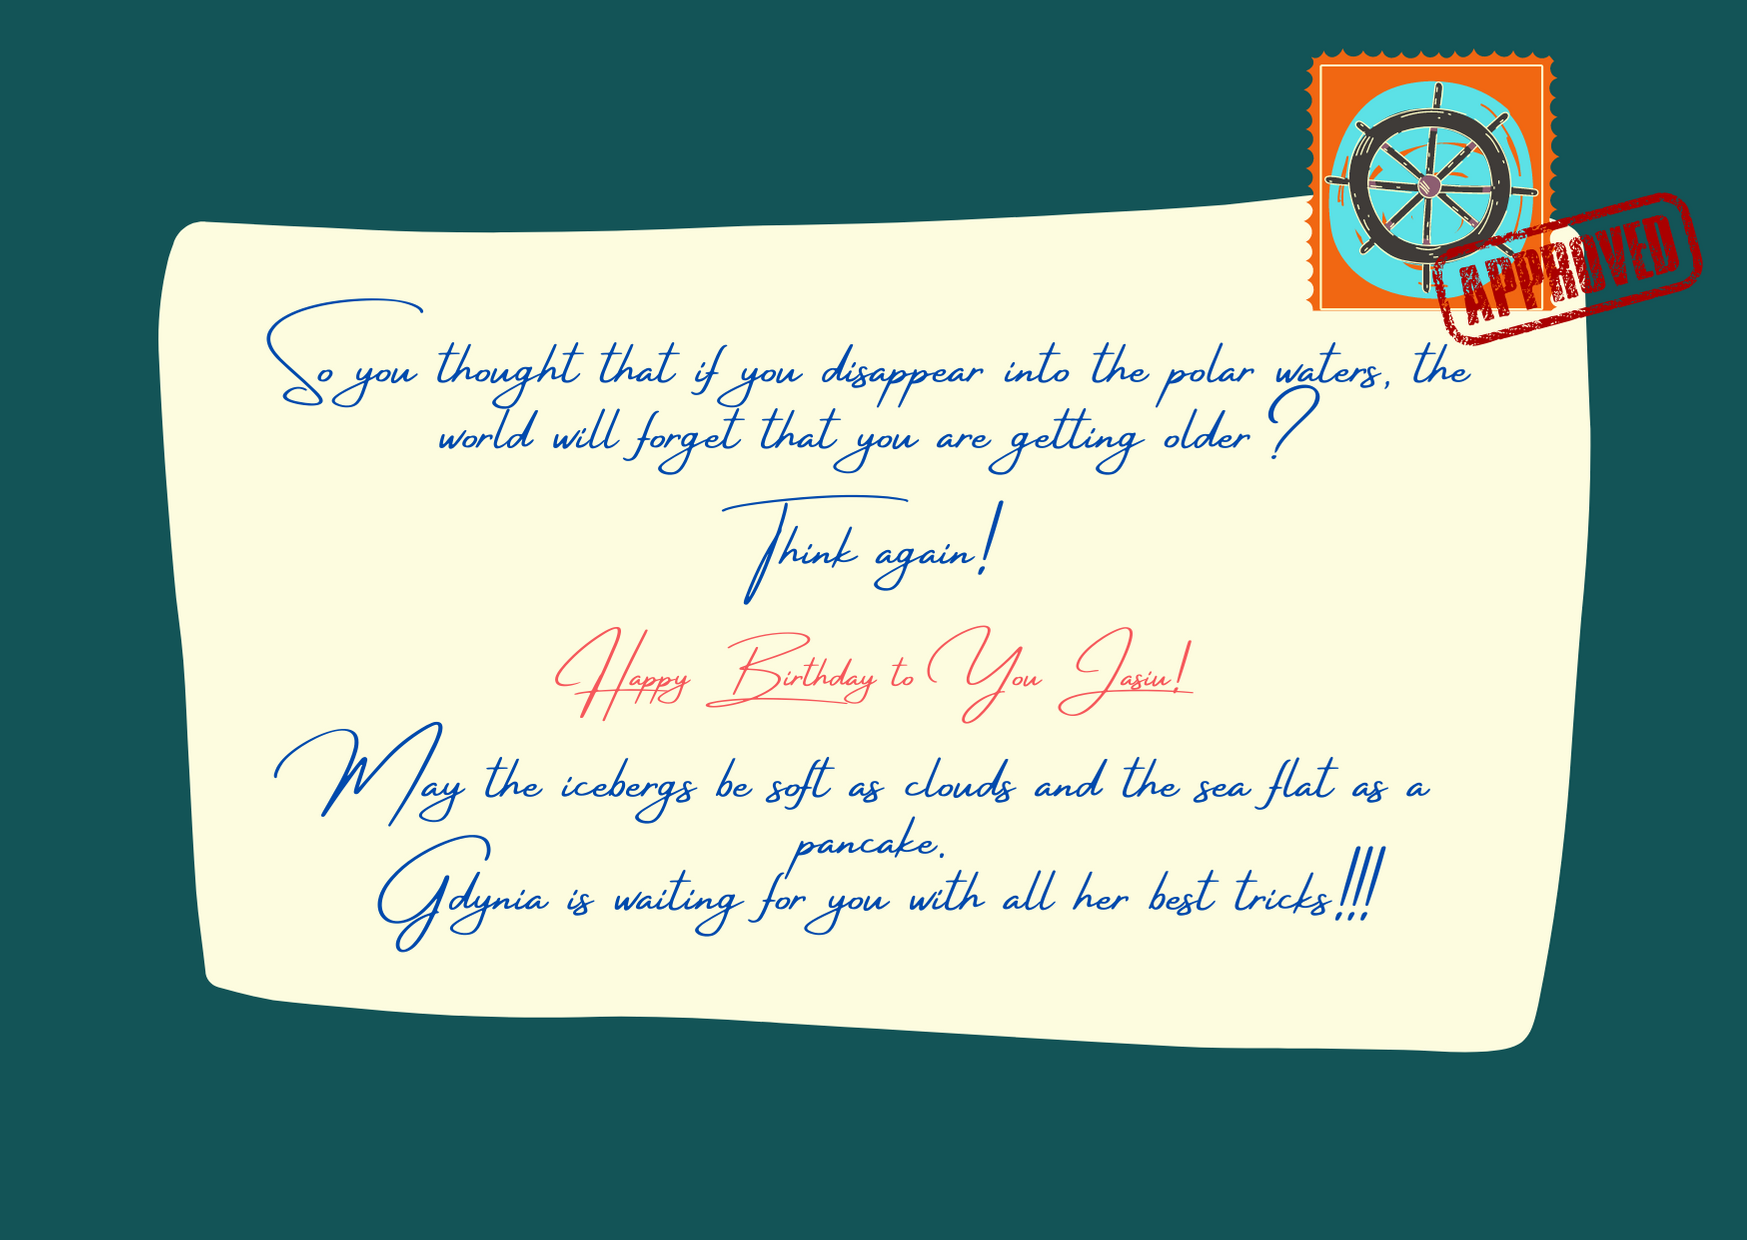 APPROVED
So you thought that if you disappear into the polar waters, the
world will forget that you are getting older?
Think again!
Happy Birthday to You Jasiu!
May the icebergs be soft as clouds and the sea flat as a
pancake.
Gdynia is waiting for you with all her best tricks!!!